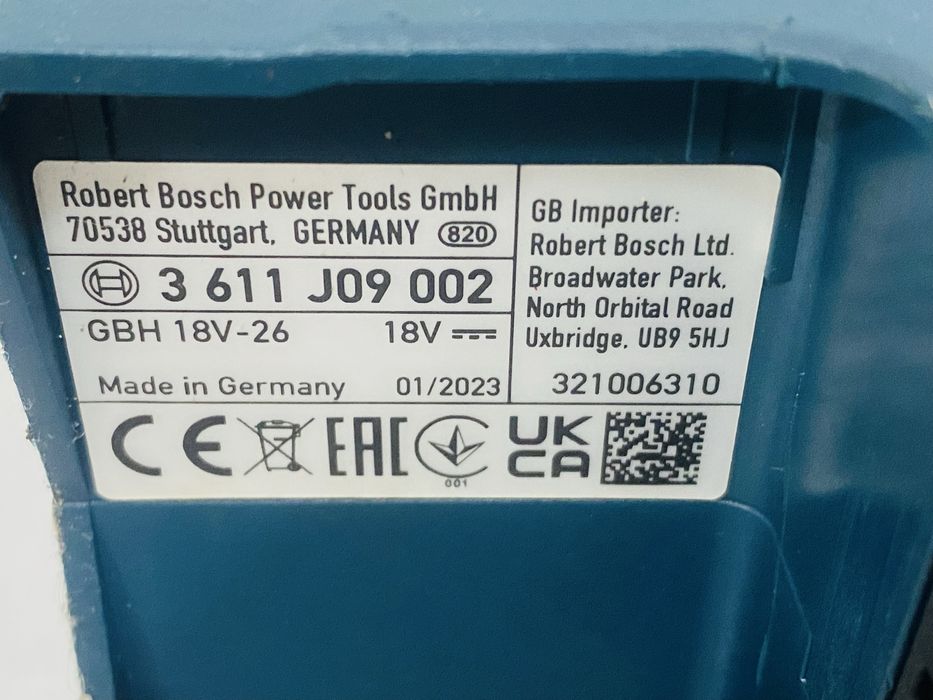 Robert Bosch Power Tools GmbH
70538 Stuttgart, GERMANY 820
3 611 J09 002
GBH 18V-26 18V
Made in Germany 01/2023
GB Importer:
Robert Bosch Ltd.
Broadwater Park,
North Orbital Road
Uxbridge, UB9 5HJ
321006310
CE EAC
001
UK
CA